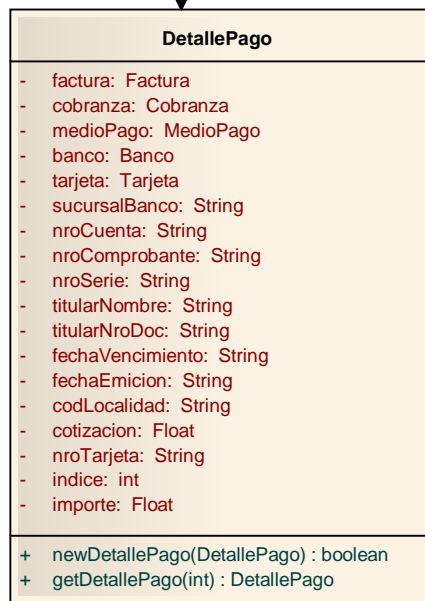 DetallePago
- factura: Factura
- cobranza: Cobranza
- medioPago: MedioPago
- banco: Banco
- tarjeta: Tarjeta
- sucursalBanco: String
- nroCuenta: String
- nroComprobante: String
- nroSerie: String
- titularNombre: String
- titularNroDoc: String
- fechaVencimiento: String
- fechaEmicion: String
- codLocalidad: String
- cotizacion: Float
- nroTarjeta: String
- indice: int
- importe: Float
+ newDetallePago(DetallePago) : boolean
+ getDetallePago(int) : DetallePago